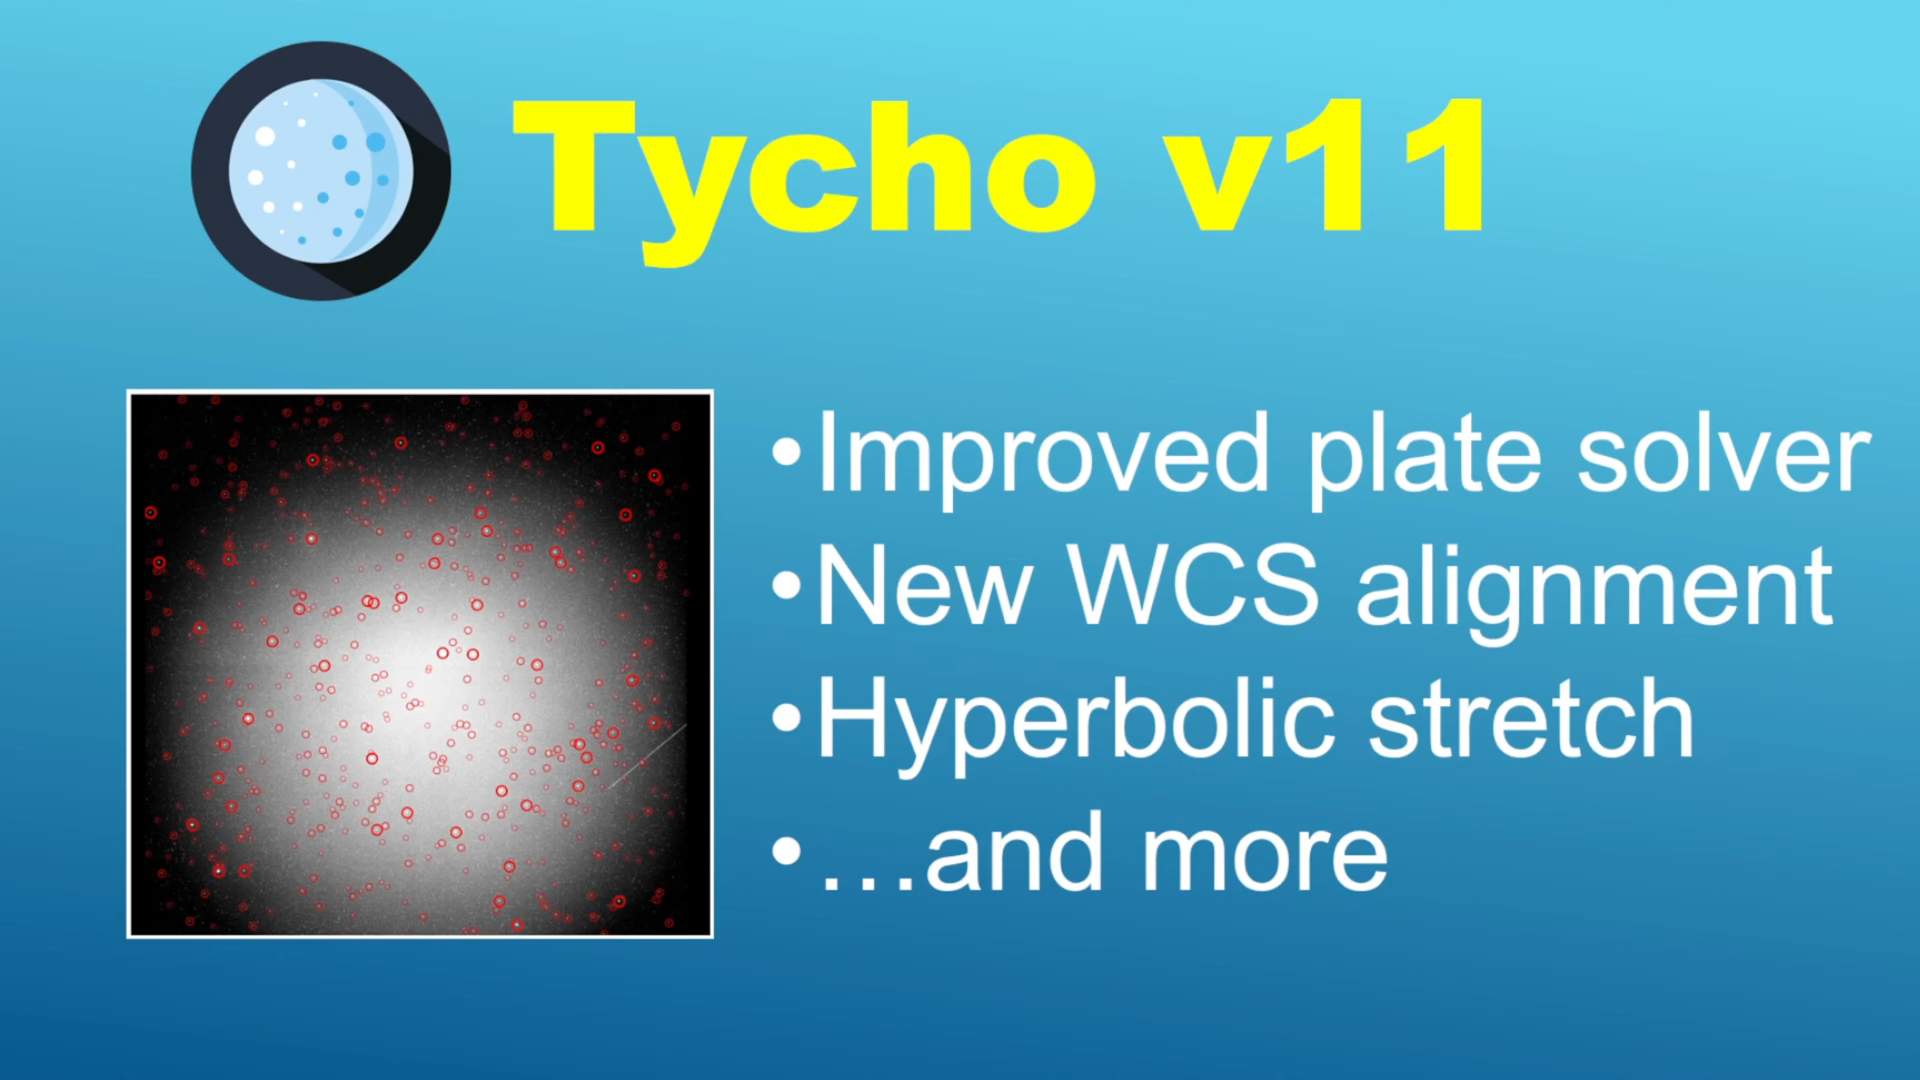 Tycho v11
•Improved plate solver
•New WCS alignment
•Hyperbolic stretch
•...and more